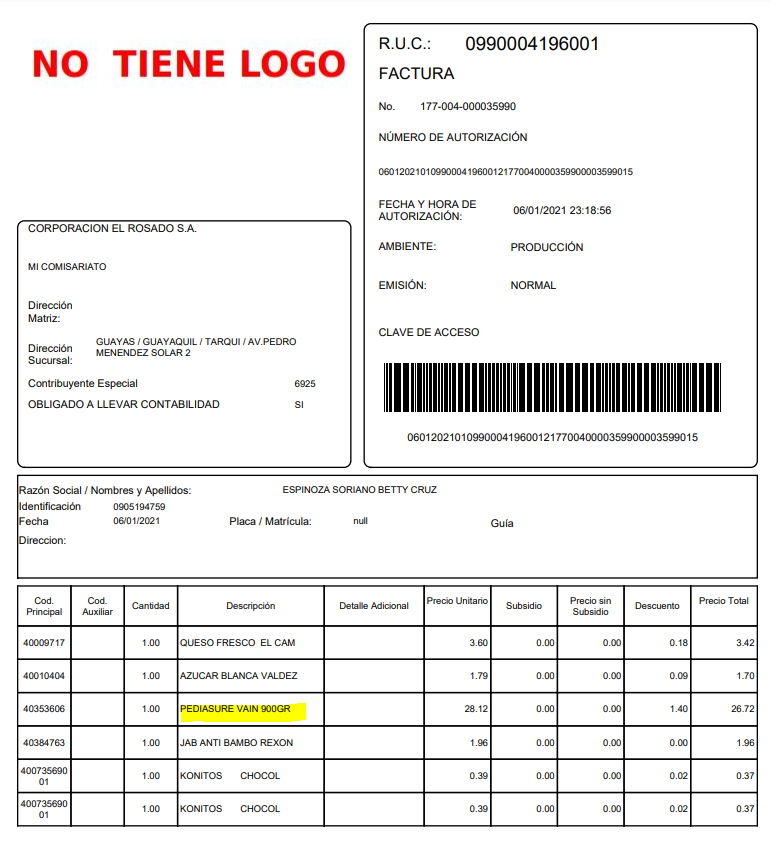 NO TIENE LOGO
R.U.C.: 0990004196001
FACTURA
No. 177-004-000035990
NÚMERO DE AUTORIZACIÓN
0601202101099000419600121770040000359900003599015
FECHA Y HORA DE
AUTORIZACIÓN: 06/01/2021 23:18:56
AMBIENTE: PRODUCCIÓN
EMISIÓN: NORMAL
CLAVE DE ACCESO
0601202101099000419600121770040000359900003599015
CORPORACION EL ROSADO S.A.
MI COMISARIATO
Dirección
Matriz:
Dirección
Sucursal:
GUAYAS / GUAYAQUIL / TARQUI / AV.PEDRO
MENENDEZ SOLAR 2
Contribuyente Especial 6925
OBLIGADO A LLEVAR CONTABILIDAD SI
Razón Social / Nombres y Apellidos: ESPINOZA SORIANO BETTY CRUZ
Identificación 0905194759
Fecha 06/01/2021 Placa / Matrícula: null Guía
Direccion:
Cod. Principal Cod. Auxiliar Cantidad Descripción Detalle Adicional Precio Unitario Subsidio Precio sin Subsidio Descuento Precio Total
40009717 1.00 QUESO FRESCO EL CAM 3.60 0.00 0.00 0.18 3.42
40010404 1.00 AZUCAR BLANCA VALDEZ 1.79 0.00 0.00 0.09 1.70
40353606 1.00 PEDIASURE VAIN 900GR 28.12 0.00 0.00 1.40 26.72
40384763 1.00 JAB ANTI BAMBO REXON 1.96 0.00 0.00 0.00 1.96
40073569001 1.00 KONITOS CHOCOL 0.39 0.00 0.00 0.02 0.37
40073569001 1.00 KONITOS CHOCOL 0.39 0.00 0.00 0.02 0.37